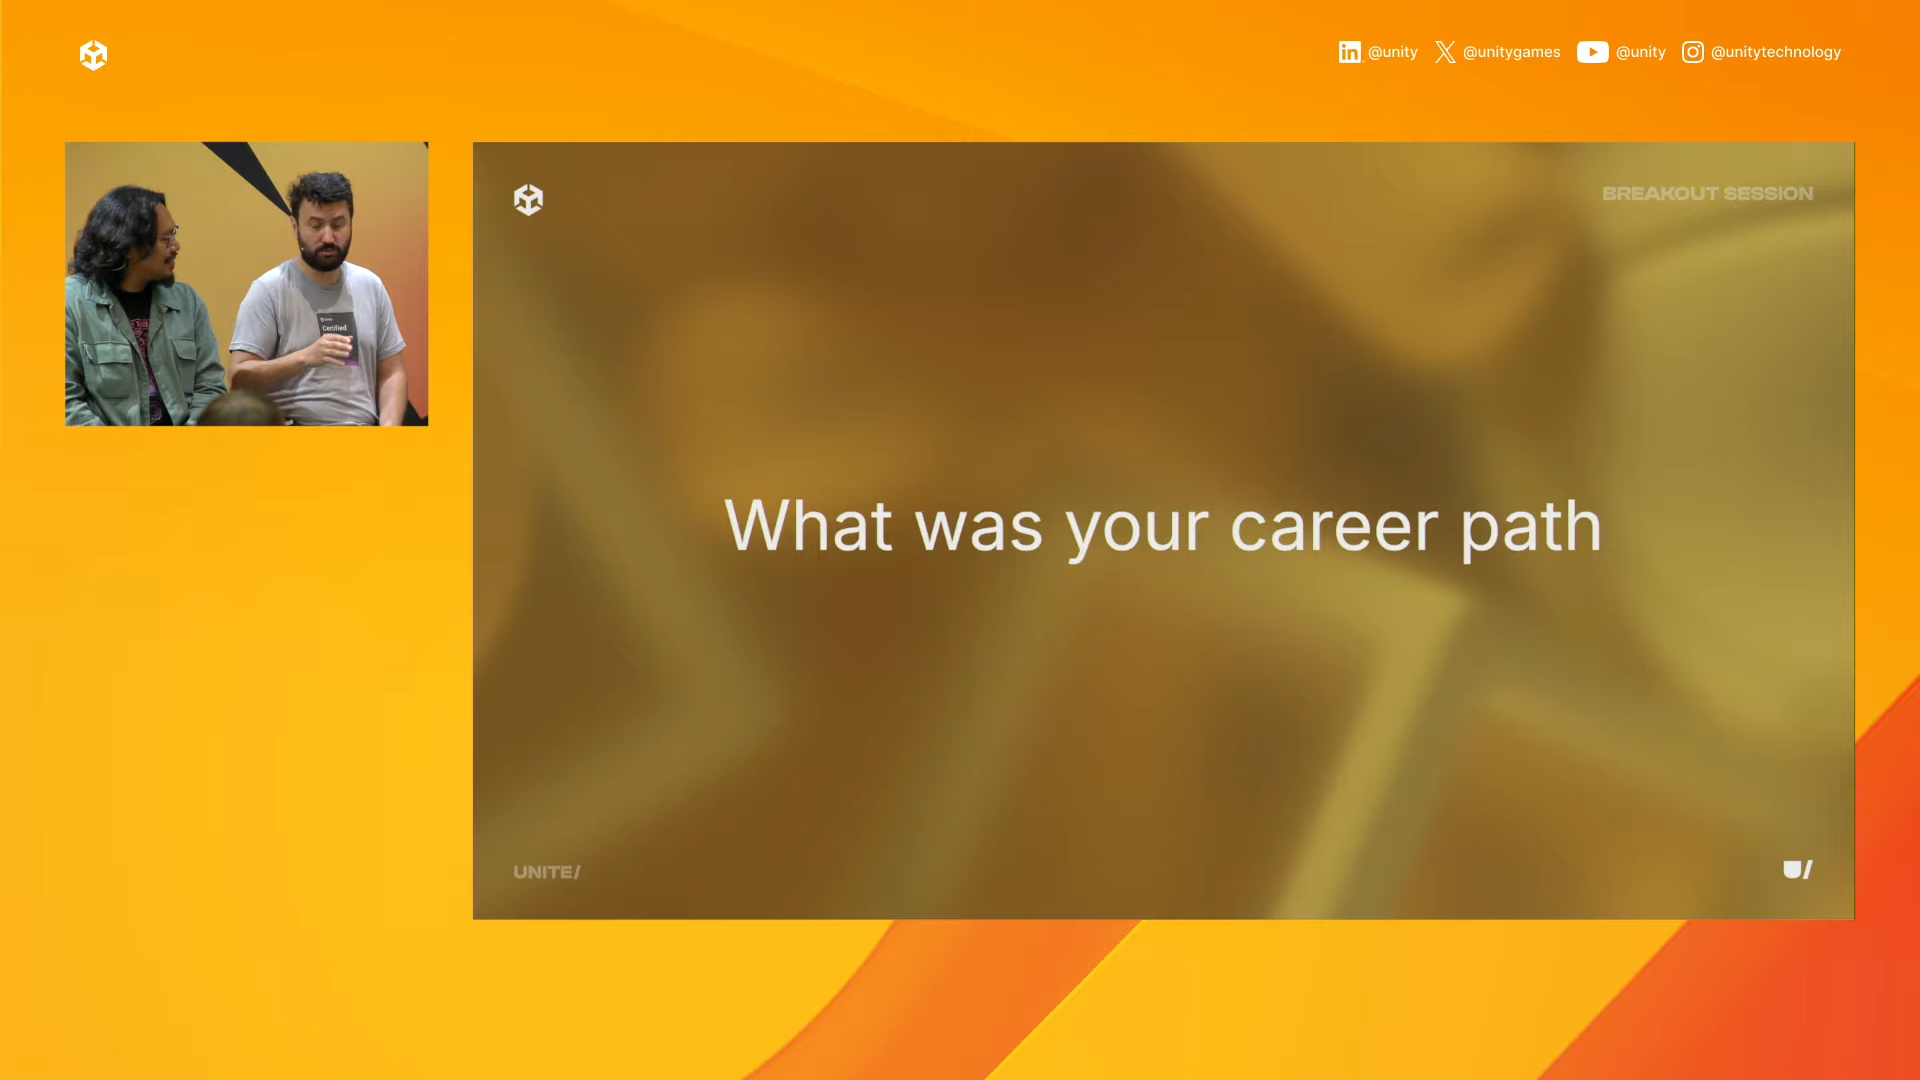 @unity
@unitygames
@unity
@unitytechnology
BREAKOUT SESSION
Certified
What was your career path
UNITE/
U/